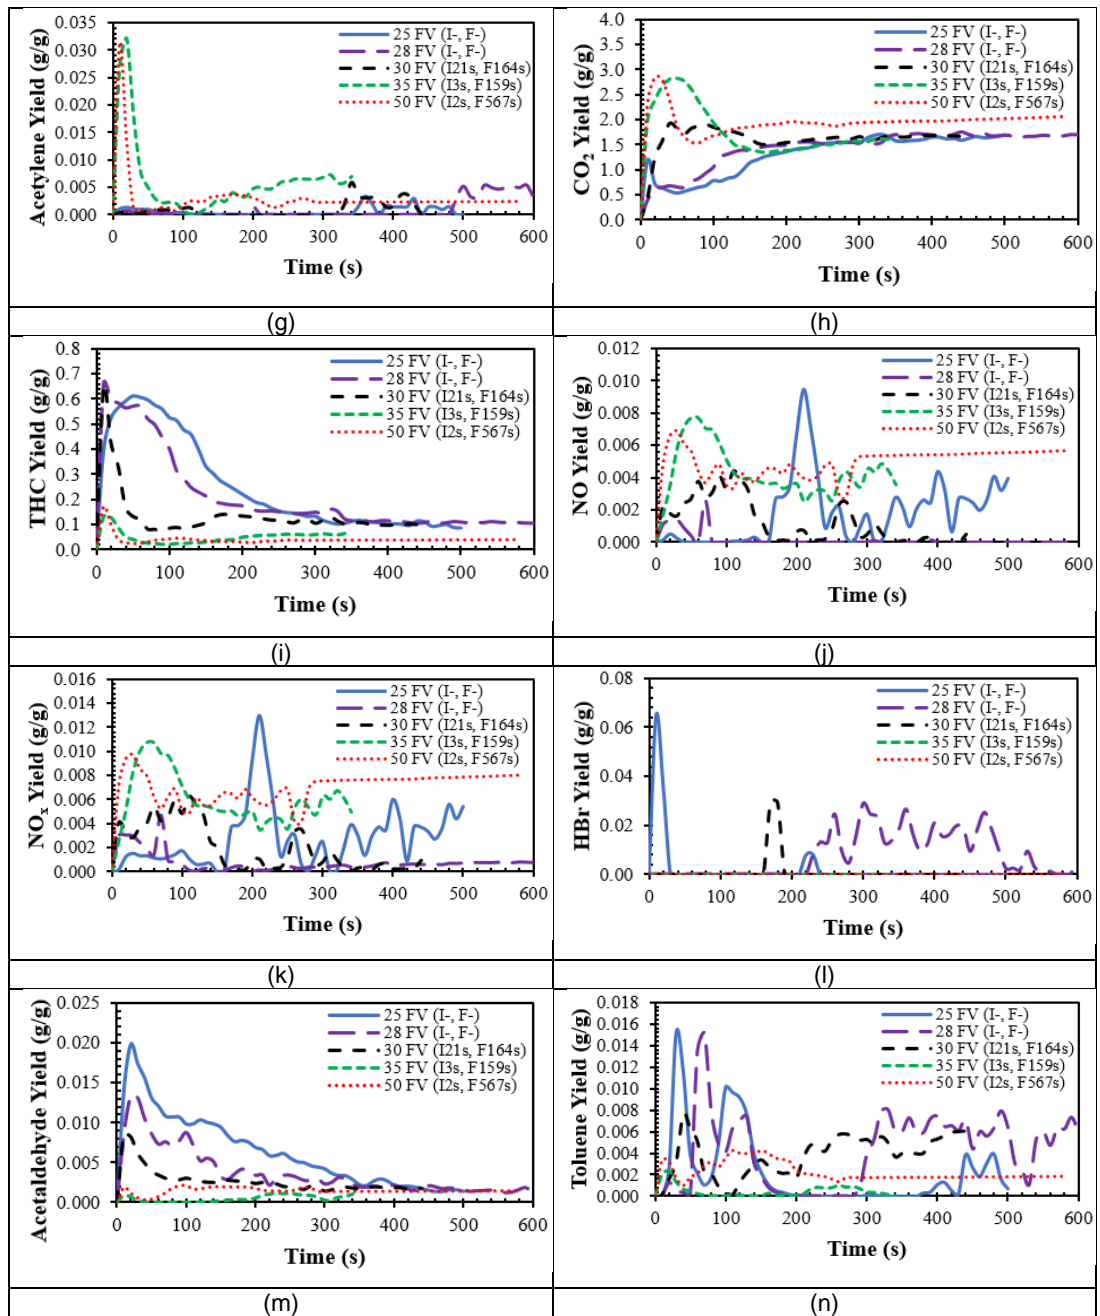 Acetylene Yield (g/g)
0.035
0.030
0.025
0.020
0.015
0.010
0.005
0.000
25 FV (I-, F-)
28 FV (I-, F-)
30 FV (I21s, F164s)
35 FV (I3s, F159s)
50 FV (I2s, F567s)
0 100 200 300 400 500 600
Time (s)
(g)
CO2 Yield (g/g)
4.0
3.5
3.0
2.5
2.0
1.5
1.0
0.5
0.0
25 FV (I-, F-)
28 FV (I-, F-)
30 FV (I21s, F164s)
35 FV (I3s, F159s)
50 FV (I2s, F567s)
0 100 200 300 400 500 600
Time (s)
(h)
THC Yield (g/g)
0.8
0.7
0.6
0.5
0.4
0.3
0.2
0.1
0.0
25 FV (I-, F-)
28 FV (I-, F-)
30 FV (I21s, F164s)
35 FV (I3s, F159s)
50 FV (I2s, F567s)
0 100 200 300 400 500 600
Time (s)
(i)
NO Yield (g/g)
0.012
0.010
0.008
0.006
0.004
0.002
0.000
25 FV (I-, F-)
28 FV (I-, F-)
30 FV (I21s, F164s)
35 FV (I3s, F159s)
50 FV (I2s, F567s)
0 100 200 300 400 500 600
Time (s)
(j)
NOx Yield (g/g)
0.016
0.014
0.012
0.010
0.008
0.006
0.004
0.002
0.000
25 FV (I-, F-)
28 FV (I-, F-)
30 FV (I21s, F164s)
35 FV (I3s, F159s)
50 FV (I2s, F567s)
0 100 200 300 400 500 600
Time (s)
(k)
HBr Yield (g/g)
0.08
0.06
0.04
0.02
0.00
25 FV (I-, F-)
28 FV (I-, F-)
30 FV (I21s, F164s)
35 FV (I3s, F159s)
50 FV (I2s, F567s)
0 100 200 300 400 500 600
Time (s)
(l)
Acetaldehyde Yield (g/g)
0.025
0.020
0.015
0.010
0.005
0.000
25 FV (I-, F-)
28 FV (I-, F-)
30 FV (I21s, F164s)
35 FV (I3s, F159s)
50 FV (I2s, F567s)
0 100 200 300 400 500 600
Time (s)
(m)
Toluene Yield (g/g)
0.018
0.016
0.014
0.012
0.010
0.008
0.006
0.004
0.002
0.000
25 FV (I-, F-)
28 FV (I-, F-)
30 FV (I21s, F164s)
35 FV (I3s, F159s)
50 FV (I2s, F567s)
0 100 200 300 400 500 600
Time (s)
(n)